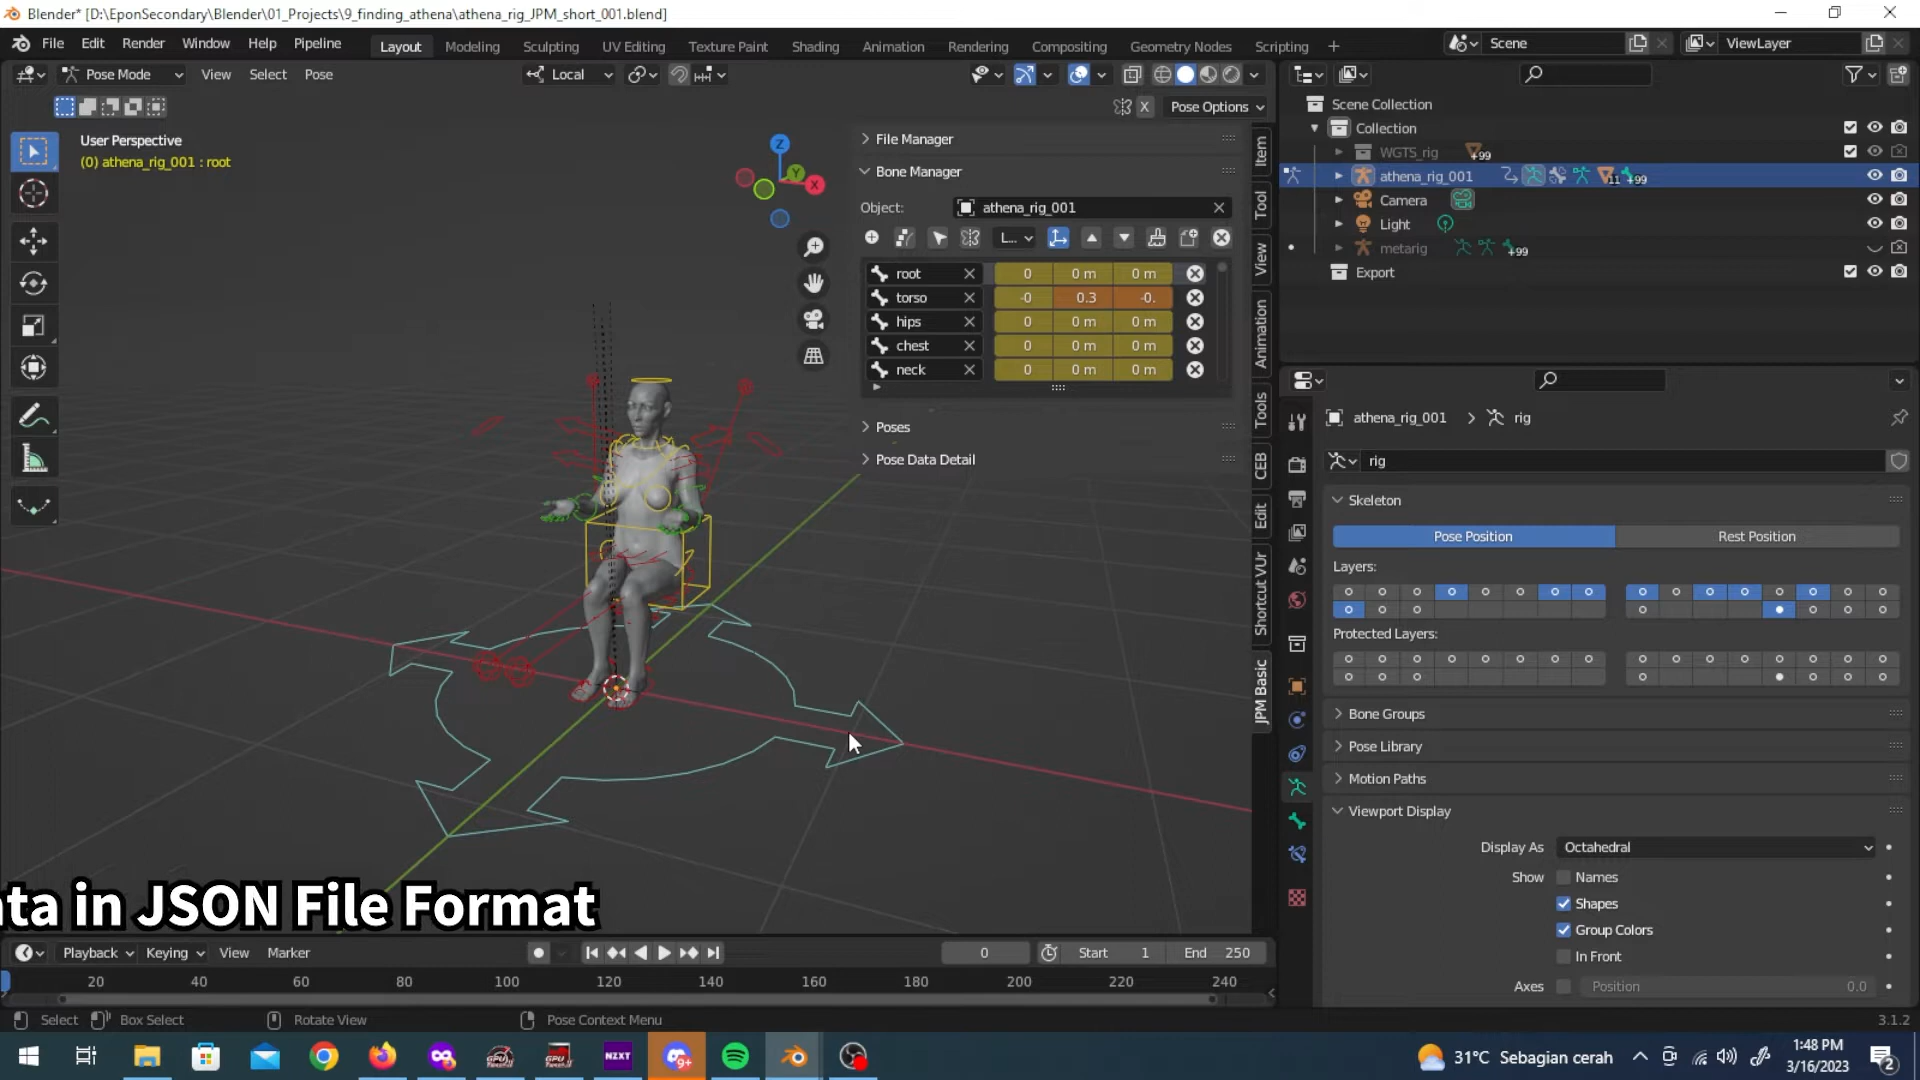 Blender* [D:\EponSecondary\Blender\01_Projects\9_finding_athena\athena_rig_JPM_short_001.blend]
File Edit Render Window Help Pipeline
Layout Modeling Sculpting UV Editing Texture Paint Shading Animation Rendering Compositing Geometry Nodes Scripting +
Scene
ViewLayer
Pose Mode View Select Pose
Local
X Pose Options
User Perspective
(0) athena_rig_001 : root
Z
Y
X
File Manager
Bone Manager
Object: athena_rig_001
L...
root 0 0 m 0 m
torso -0 0.3 -0.
hips 0 0 m 0 m
chest 0 0 m 0 m
neck 0 0 m 0 m
Poses
Pose Data Detail
Item
Tool
View
Animation
Tools
CEB
Edit
Shortcut VUr
JPM Basic
Scene Collection
Collection
WGTS_rig +99
athena_rig_001 11 +99
Camera
Light
metarig +99
Export
athena_rig_001 > rig
rig
Skeleton
Pose Position Rest Position
Layers:
Protected Layers:
Bone Groups
Pose Library
Motion Paths
Viewport Display
Display As Octahedral
Show Names
Shapes
Group Colors
In Front
Axes Position 0.0
ta in JSON File Format
Playback Keying View Marker
0 Start 1 End 250
20 40 60 80 100 120 140 160 180 200 220 240
Select Box Select Rotate View Pose Context Menu
3.1.2
NZXT
9+
31°C Sebagian cerah
1:48 PM
3/16/2023
2